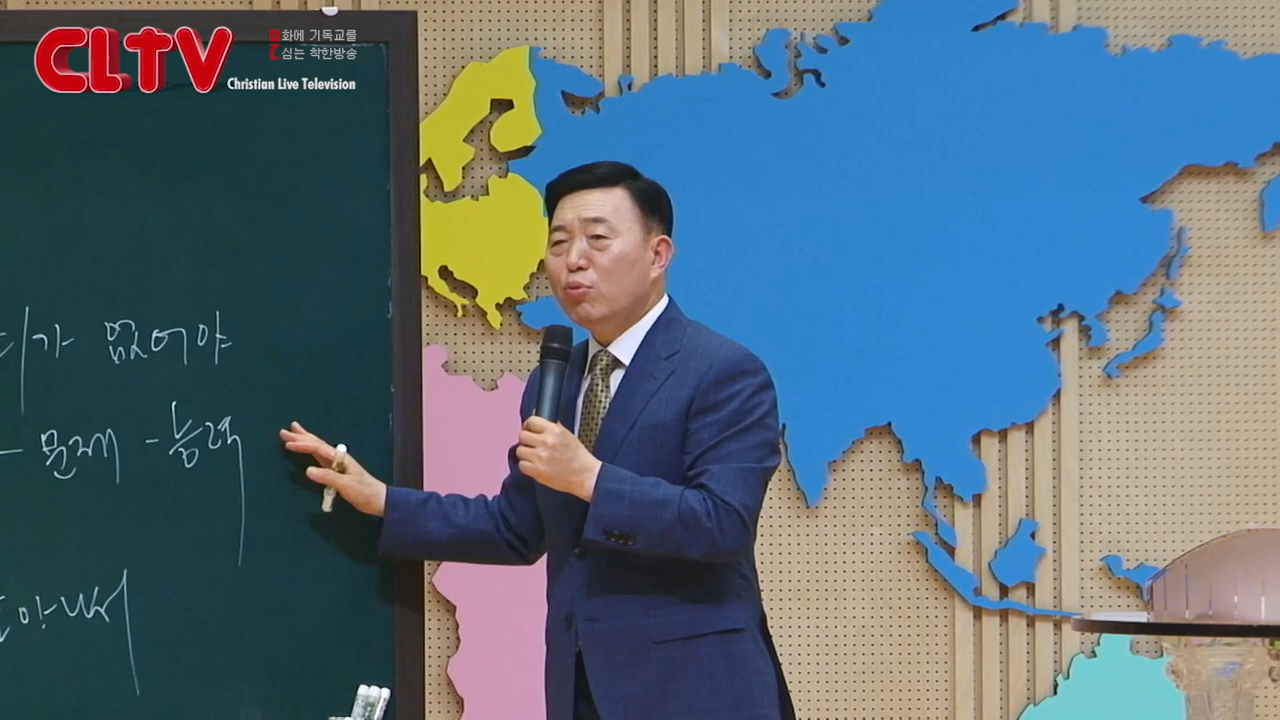 CLTV
문화에 기독교를
심는 착한방송
Christian Live Television
가 없어야
문제 - 능력